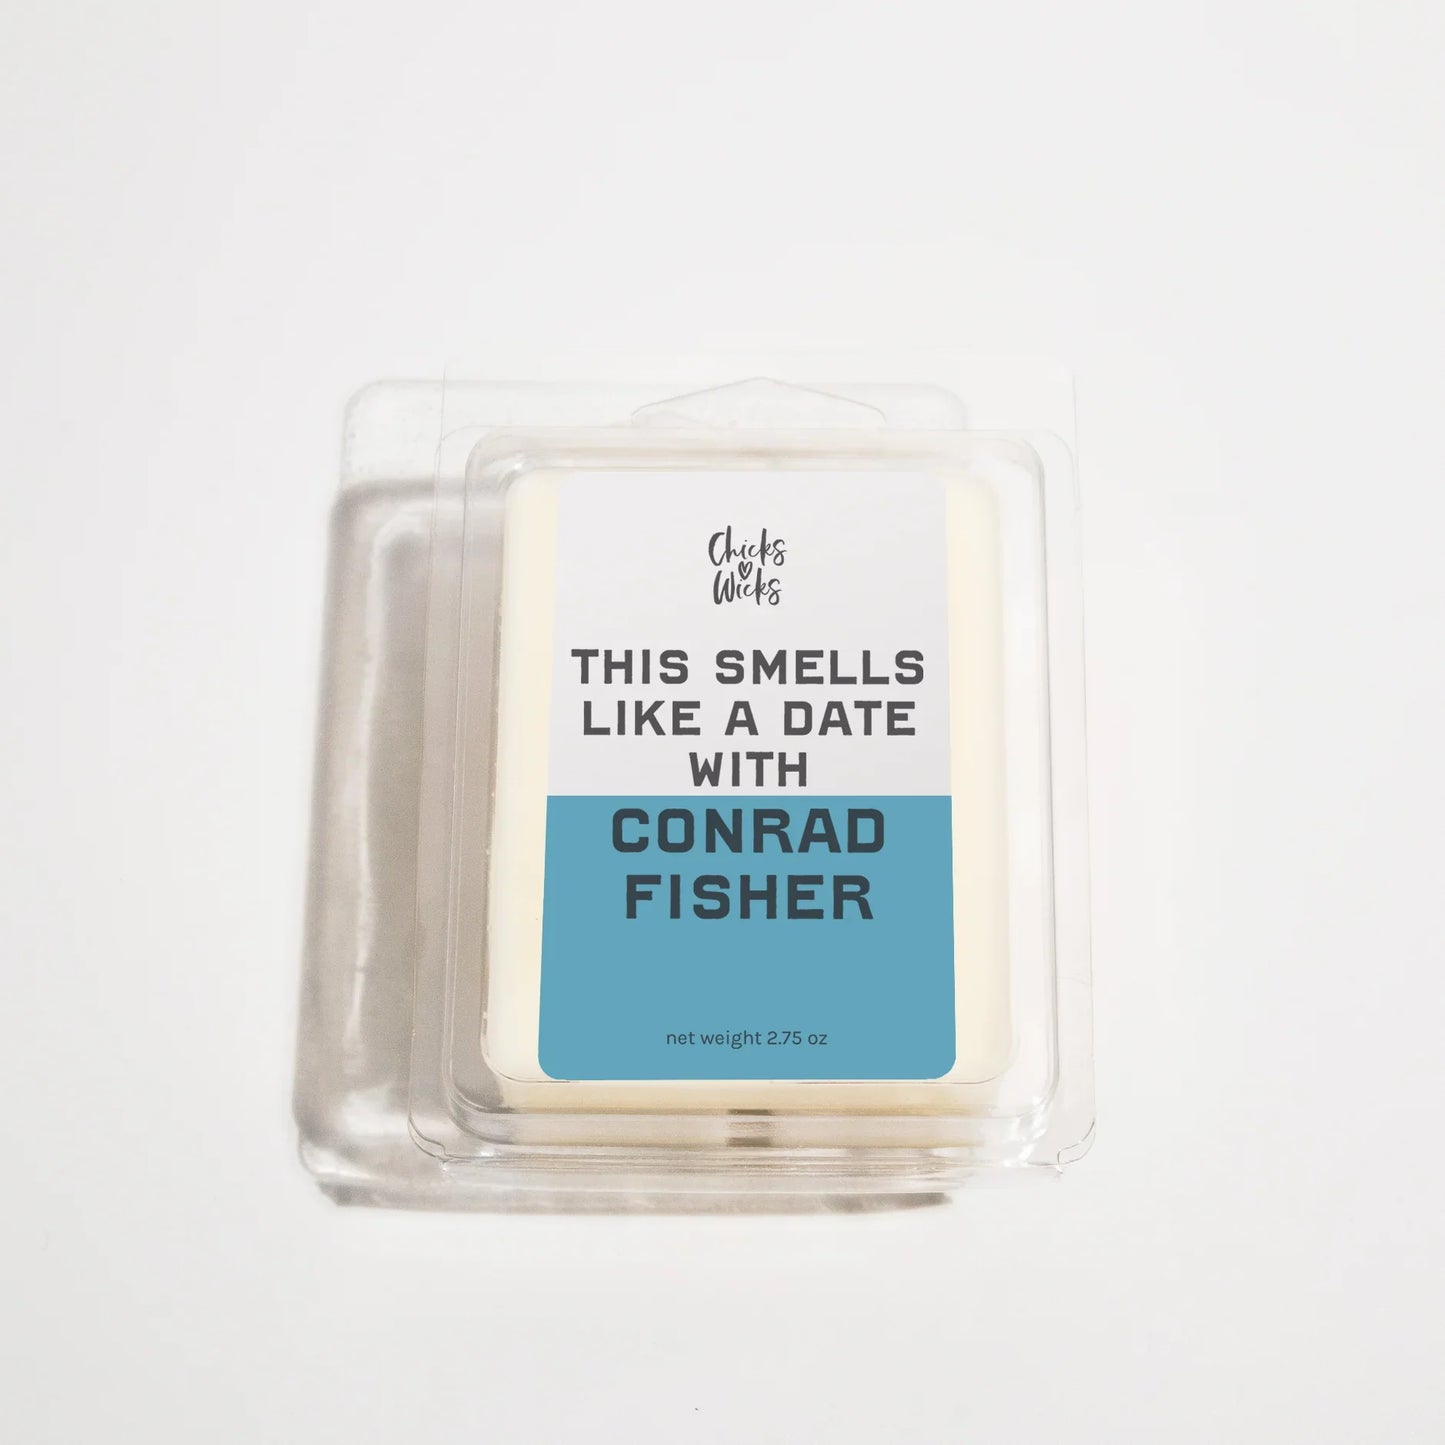 Chicks
Wicks
THIS SMELLS
LIKE A DATE
WITH
CONRAD
FISHER
net weight 2.75 oz